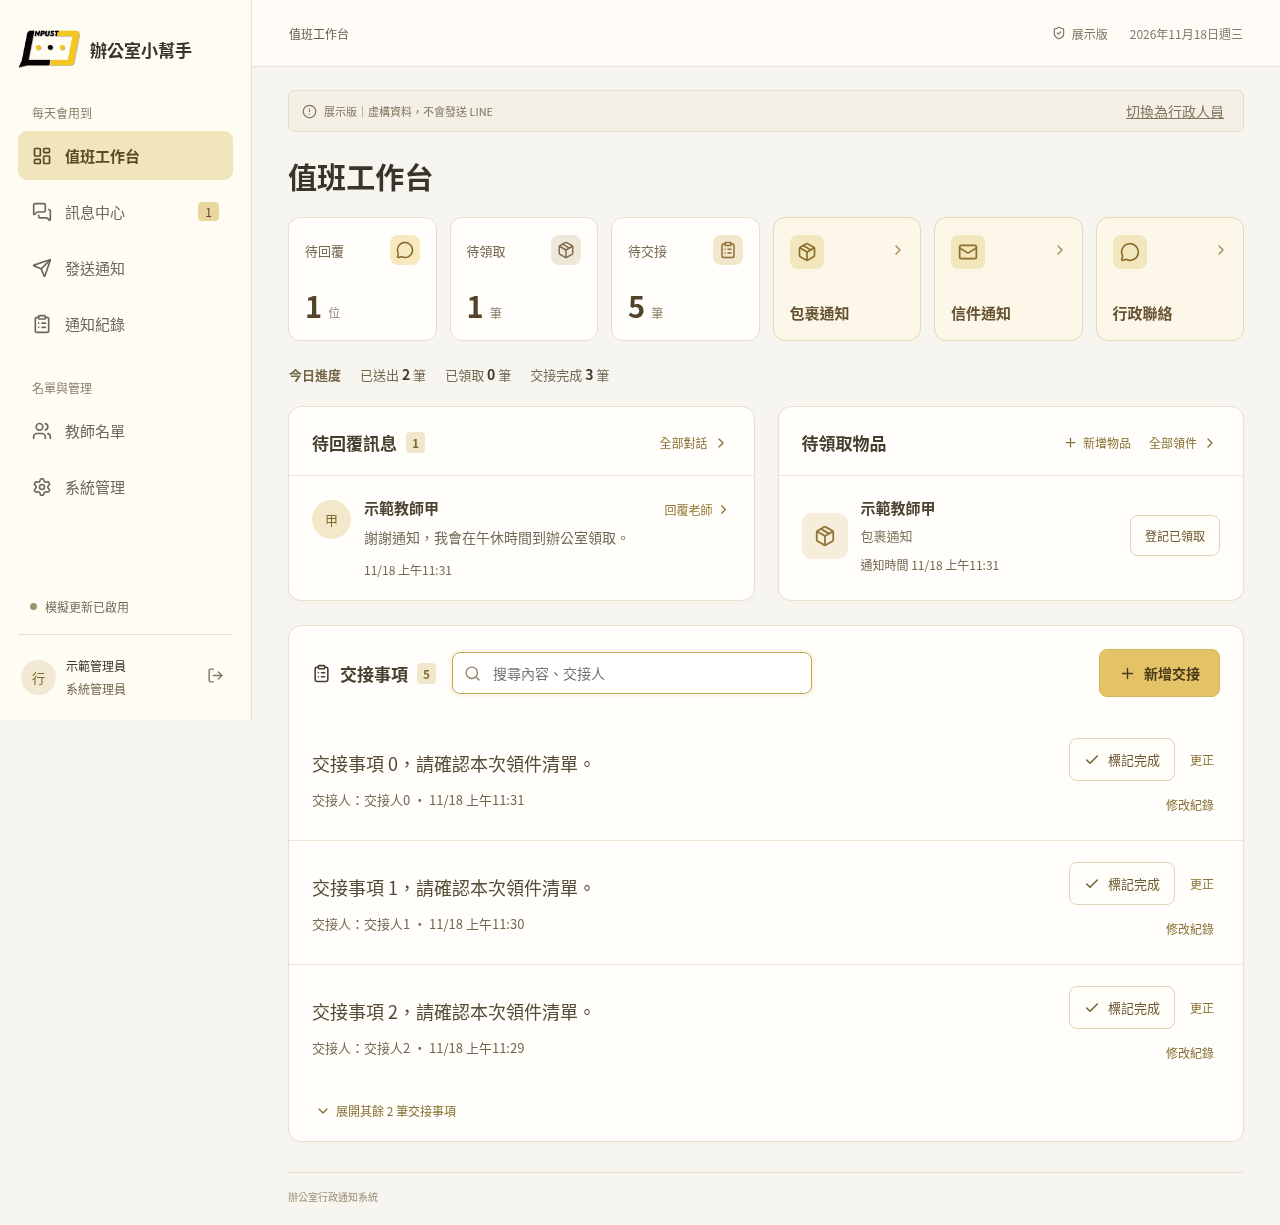 NPUST
辦公室小幫手
每天會用到
值班工作台
訊息中心 1
發送通知
通知紀錄
名單與管理
教師名單
系統管理
模擬更新已啟用
行
示範管理員
系統管理員
值班工作台
展示版 2026年11月18日週三
展示版｜虛構資料，不會發送 LINE 切換為行政人員
值班工作台
待回覆
1 位
待領取
1 筆
待交接
5 筆
包裹通知
信件通知
行政聯絡
今日進度 已送出 2 筆 已領取 0 筆 交接完成 3 筆
待回覆訊息 1 全部對話
甲
示範教師甲 回覆老師
謝謝通知，我會在午休時間到辦公室領取。
11/18 上午11:31
待領取物品 新增物品 全部領件
示範教師甲
包裹通知
通知時間 11/18 上午11:31
登記已領取
交接事項 5 搜尋內容、交接人 新增交接
交接事項 0，請確認本次領件清單。
交接人：交接人0 · 11/18 上午11:31
標記完成 更正
修改紀錄
交接事項 1，請確認本次領件清單。
交接人：交接人1 · 11/18 上午11:30
標記完成 更正
修改紀錄
交接事項 2，請確認本次領件清單。
交接人：交接人2 · 11/18 上午11:29
標記完成 更正
修改紀錄
展開其餘 2 筆交接事項
辦公室行政通知系統